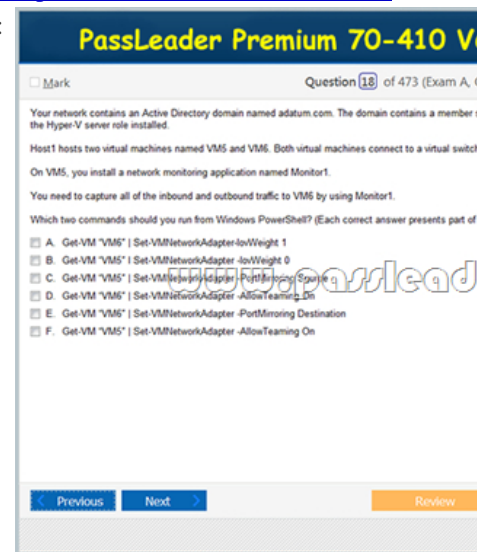 PassLeader Premium 70-410 V
Mark
Question 18 of 473 (Exam A,
Your network contains an Active Directory domain named adatum.com. The domain contains a member
the Hyper-V server role installed.
Host1 hosts two virtual machines named VM5 and VM6. Both virtual machines connect to a virtual switch
On VM5, you install a network monitoring application named Monitor1.
You need to capture all of the inbound and outbound traffic to VM6 by using Monitor1.
Which two commands should you run from Windows PowerShell? (Each correct answer presents part of
A. Get-VM "VM6" | Set-VMNetworkAdapter-IovWeight 1
B. Get-VM "VM6" | Set-VMNetworkAdapter -IovWeight 0
C. Get-VM "VM5" | Set-VMNetworkAdapter -PortMirroring Source
D. Get-VM "VM6" | Set-VMNetworkAdapter -AllowTeaming On
E. Get-VM "VM6" | Set-VMNetworkAdapter -PortMirroring Destination
F. Get-VM "VM5" | Set-VMNetworkAdapter -AllowTeaming On
www.passlead
Previous Next Review